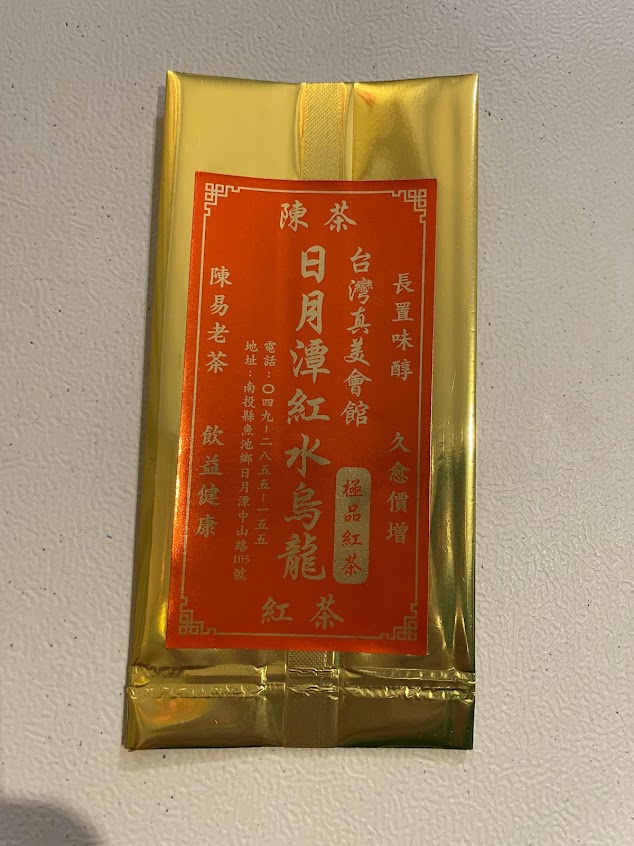 陳茶
長置味醇 久愈價增
台灣真美會館
極品紅茶
日月潭紅水烏龍
電話：〇四九－二八五五－一五五
地址：南投縣魚池鄉日月潭中山路105號
陳易老茶 飲益健康
紅茶